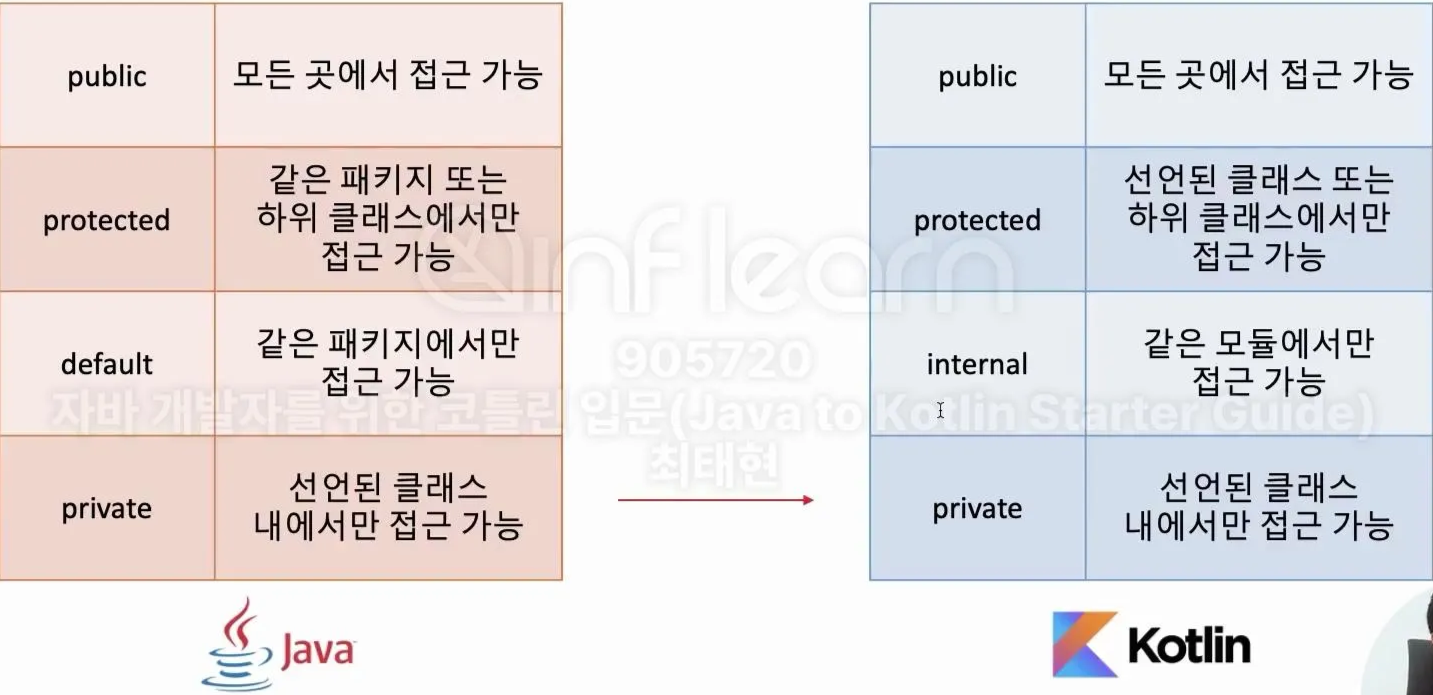 public
모든 곳에서 접근 가능
protected
같은 패키지 또는
하위 클래스에서만
접근 가능
default
같은 패키지에서만
접근 가능
private
선언된 클래스
내에서만 접근 가능
Java
public
모든 곳에서 접근 가능
protected
선언된 클래스 또는
하위 클래스에서만
접근 가능
internal
같은 모듈에서만
접근 가능
private
선언된 클래스
내에서만 접근 가능
Kotlin
inflearn
905720
자바 개발자를 위한 코틀린 입문(Java to Kotlin Starter Guide)
최태현